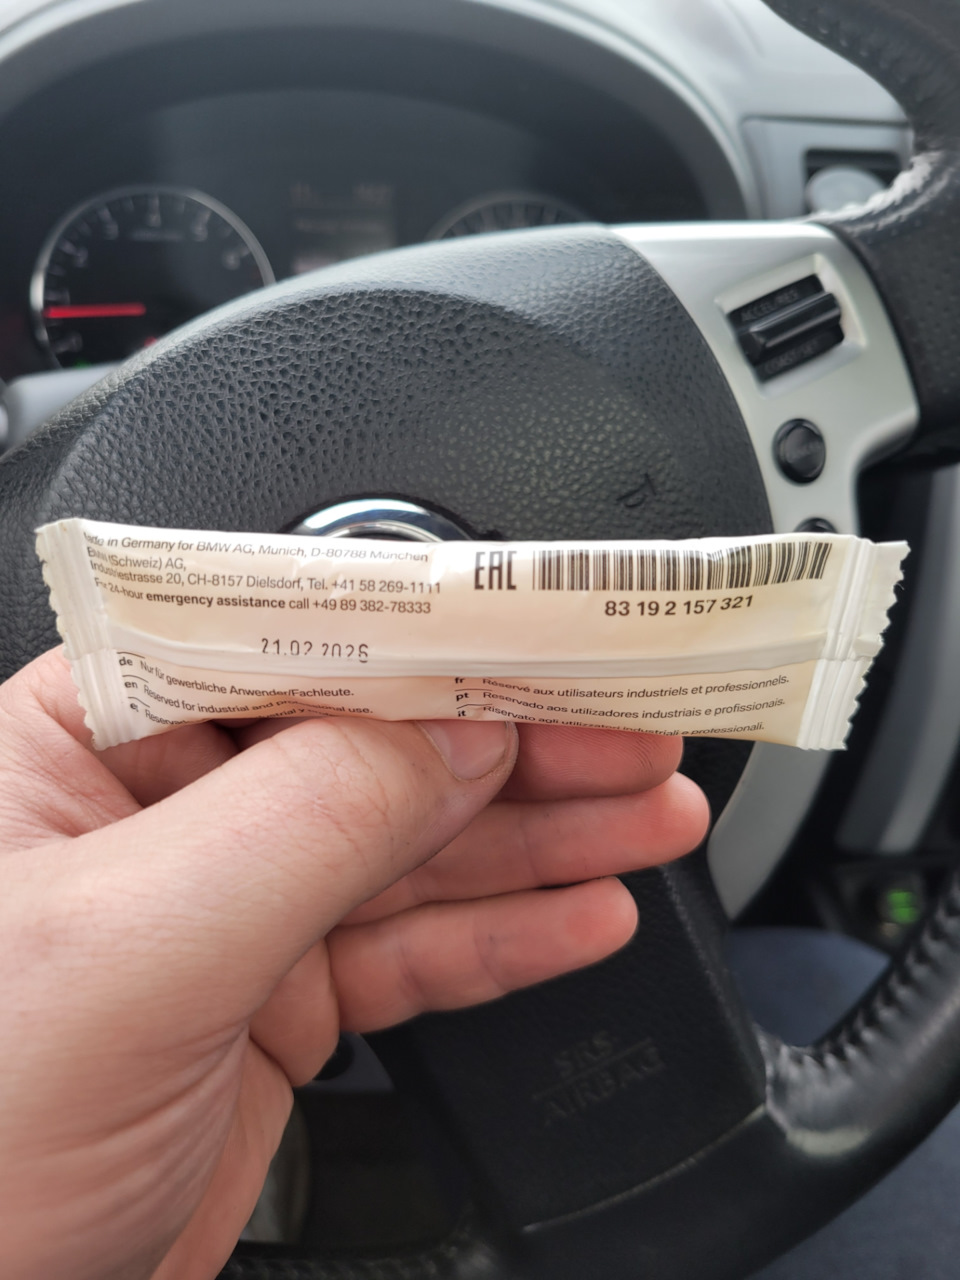 Made in Germany for BMW AG, Munich, D-80788 München
BMW (Schweiz) AG,
Industriestrasse 20, CH-8157 Dielsdorf, Tel. +41 58 269-1111
For 24-hour emergency assistance call +49 89 382-78333
EAC
83 19 2 157 321
21.02 2026
de Nur für gewerbliche Anwender/Fachleute.
en Reserved for industrial and professional use.
fr Réservé aux utilisateurs industriels et professionnels.
pt Reservado aos utilizadores industriais e profissionais.
it Riservato agli utilizzatori industriali e professionali.
SRS
AIRBAG